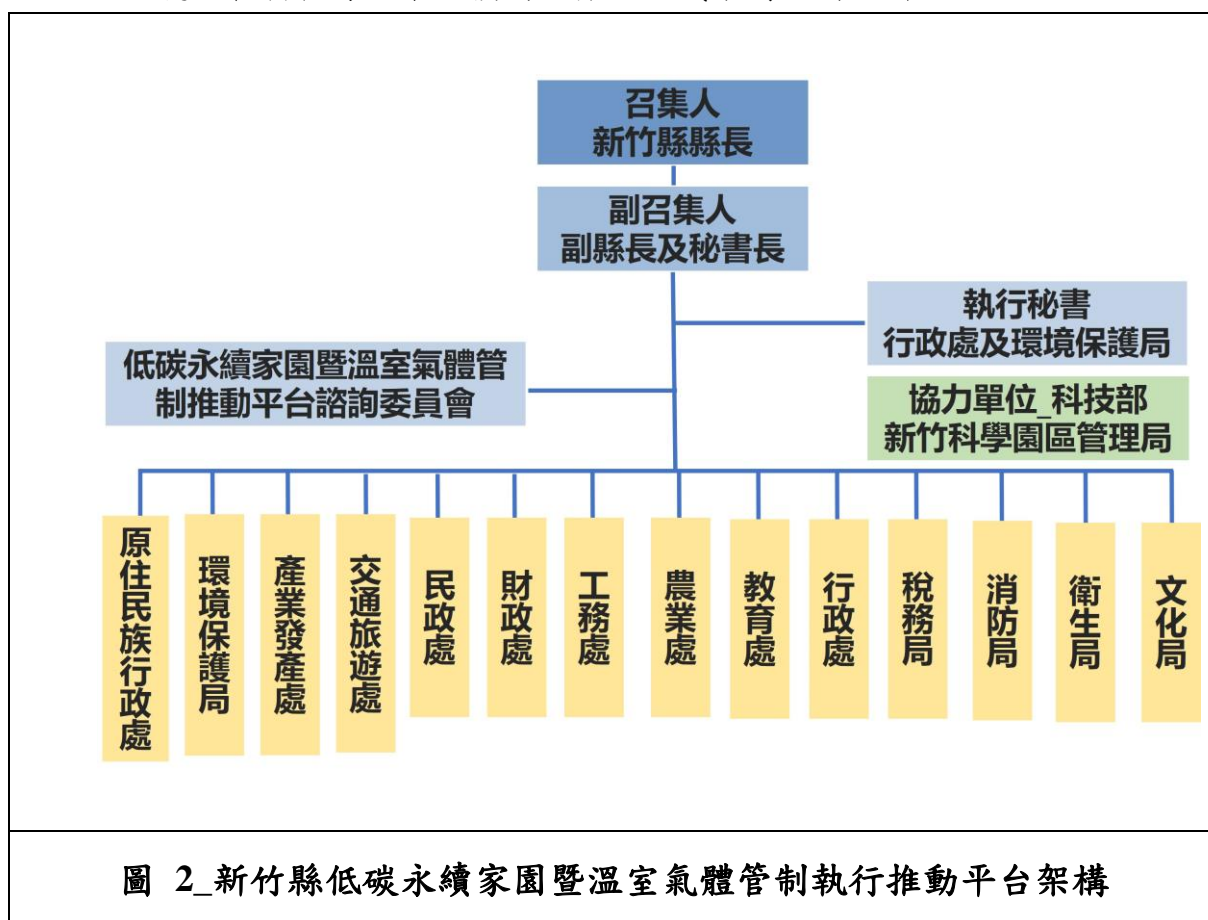 召集人
新竹縣縣長
副召集人
副縣長及秘書長
執行秘書
行政處及環境保護局
低碳永續家園暨溫室氣體管
制推動平台諮詢委員會
協力單位_科技部
新竹科學園區管理局
原住民族行政處
環境保護局
產業發產處
交通旅遊處
民政處
財政處
工務處
農業處
教育處
行政處
稅務局
消防局
衛生局
文化局
圖 2_新竹縣低碳永續家園暨溫室氣體管制執行推動平台架構